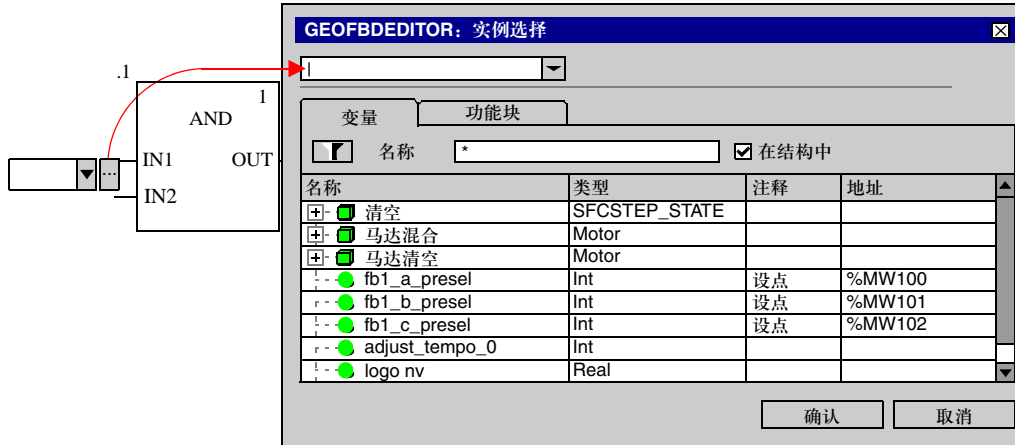 GEOFBDEDITOR：实例选择
.1
1
AND
IN1 OUT
IN2
...
变量 功能块
名称 * 在结构中
名称 类型 注释 地址
清空 SFCSTEP_STATE
马达混合 Motor
马达清空 Motor
fb1_a_presel Int 设点 %MW100
fb1_b_presel Int 设点 %MW101
fb1_c_presel Int 设点 %MW102
adjust_tempo_0 Int
logo nv Real
确认 取消